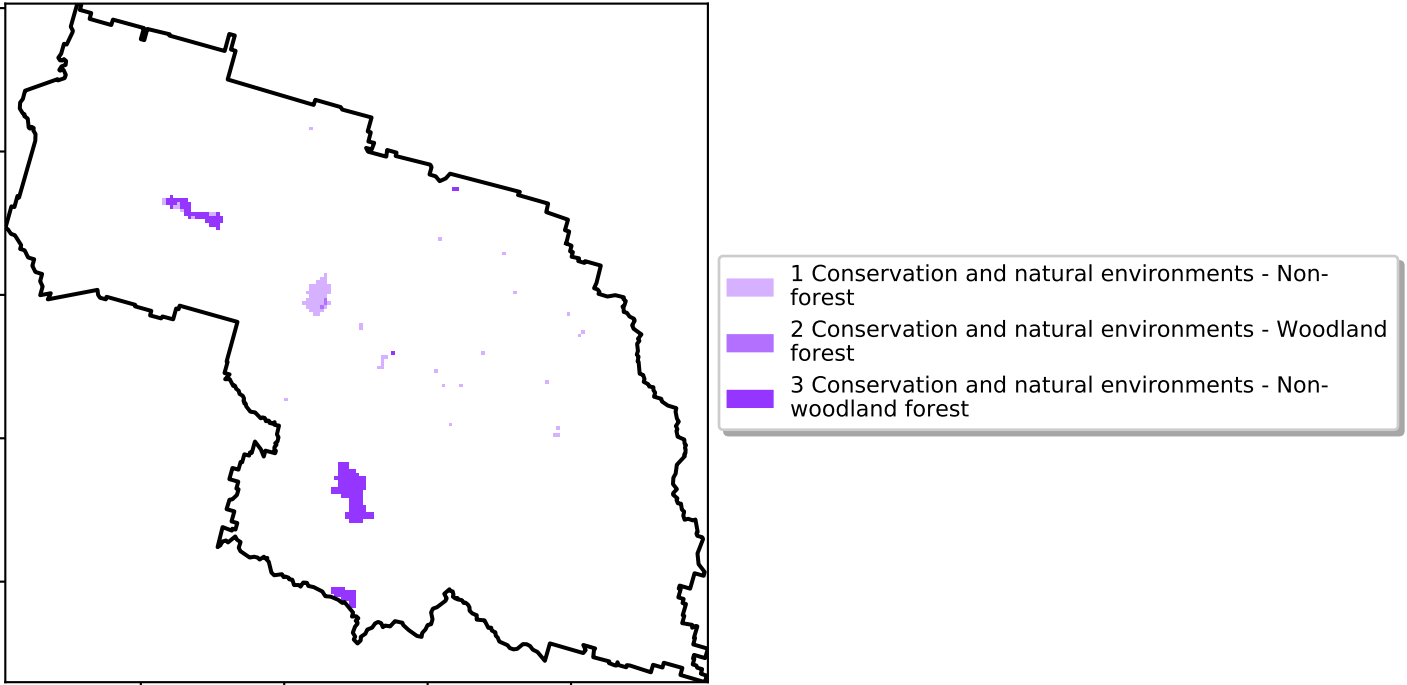 1 Conservation and natural environments - Non-
forest
2 Conservation and natural environments - Woodland
forest
3 Conservation and natural environments - Non-
woodland forest